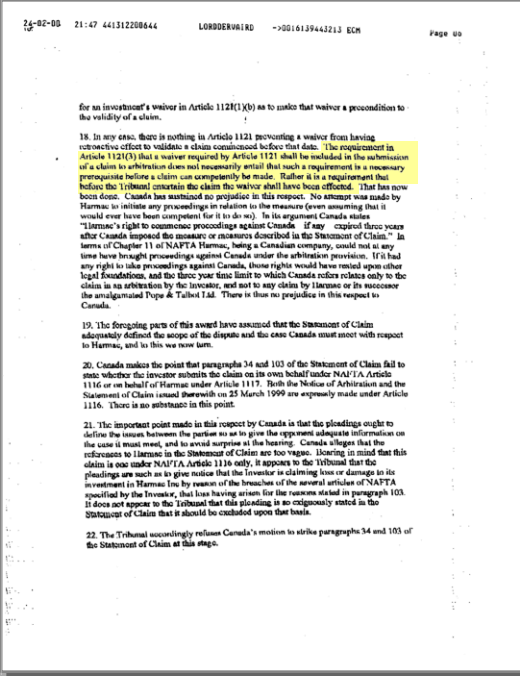 24-02-00 21:47 441312200644 LORDDERVAIRD ->0016139443213 ECM Page 06
for an investment's waiver in Article 1121(1)(b) as to make that waiver a precondition to
the validity of a claim.
18. In any case, there is nothing in Article 1121 preventing a waiver from having
retroactive effect to validate a claim commenced before that date. The requirement in
Article 1121(3) that a waiver required by Article 1121 shall be included in the submission
of a claim to arbitration does not necessarily entail that such a requirement is a necessary
prerequisite before a claim can competently be made. Rather it is a requirement that
before the Tribunal entertain the claim the waiver shall have been effected. That has now
been done. Canada has sustained no prejudice in this respect. No attempt was made by
Harmac to initiate any proceedings in relation to the measure (even assuming that it
would ever have been competent for it to do so). In its argument Canada states
"Harmac's right to commence proceedings against Canada if any expired three years
after Canada imposed the measure or measures described in the Statement of Claim." In
terms of Chapter 11 of NAFTA Harmac, being a Canadian company, could not at any
time have brought proceedings against Canada under the arbitration provision. If it had
any right to take proceedings against Canada, those rights would have rested upon other
legal foundations, and the three year time limit to which Canada refers relates only to the
claim in an arbitration by the Investor, and not to any claim by Harmac or its successor
the amalgamated Pope & Talbot Ltd. There is thus no prejudice in this respect to
Canada.
19. The foregoing parts of this award have assumed that the Statement of Claim
adequately defined the scope of the dispute and the case Canada must meet with respect
to Harmac, and to this we now turn.
20. Canada makes the point that paragraphs 34 and 103 of the Statement of Claim fail to
state whether the investor submits the claim on its own behalf under NAFTA Article
1116 or on behalf of Harmac under Article 1117. Both the Notice of Arbitration and the
Statement of Claim issued therewith on 25 March 1999 are expressly made under Article
1116. There is no substance in this point.
21. The important point made in this respect by Canada is that the pleadings ought to
define the issues between the parties so as to give the opponent adequate information on
the case it must meet, and to avoid surprise at the hearing. Canada alleges that the
references to Harmac in the Statement of Claim are too vague. Bearing in mind that this
claim is one under NAFTA Article 1116 only, it appears to the Tribunal that the
pleadings are such as to give notice that the Investor is claiming loss or damage to its
investment in Harmac Inc by reason of the breaches of the several articles of NAFTA
specified by the Investor, that loss having arisen for the reasons stated in paragraph 103.
It does not appear to the Tribunal that this pleading is so exiguously stated in the
Statement of Claim that it should be excluded upon that basis.
22. The Tribunal accordingly refuses Canada's motion to strike paragraphs 34 and 103 of
the Statement of Claim at this stage.